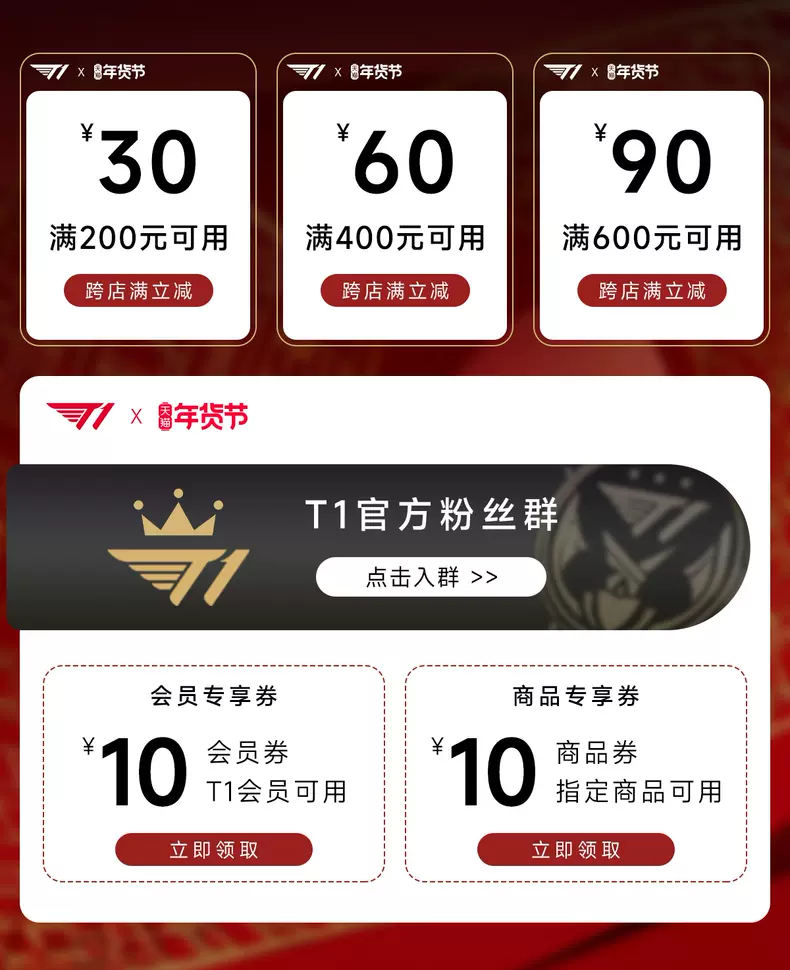 T1 X 天猫年货节
¥30
满200元可用
跨店满立减
T1 X 天猫年货节
¥60
满400元可用
跨店满立减
T1 X 天猫年货节
¥90
满600元可用
跨店满立减
T1 X 天猫年货节
T1
T1官方粉丝群
点击入群 >>
会员专享券
¥10
会员券
T1会员可用
立即领取
商品专享券
¥10
商品券
指定商品可用
立即领取